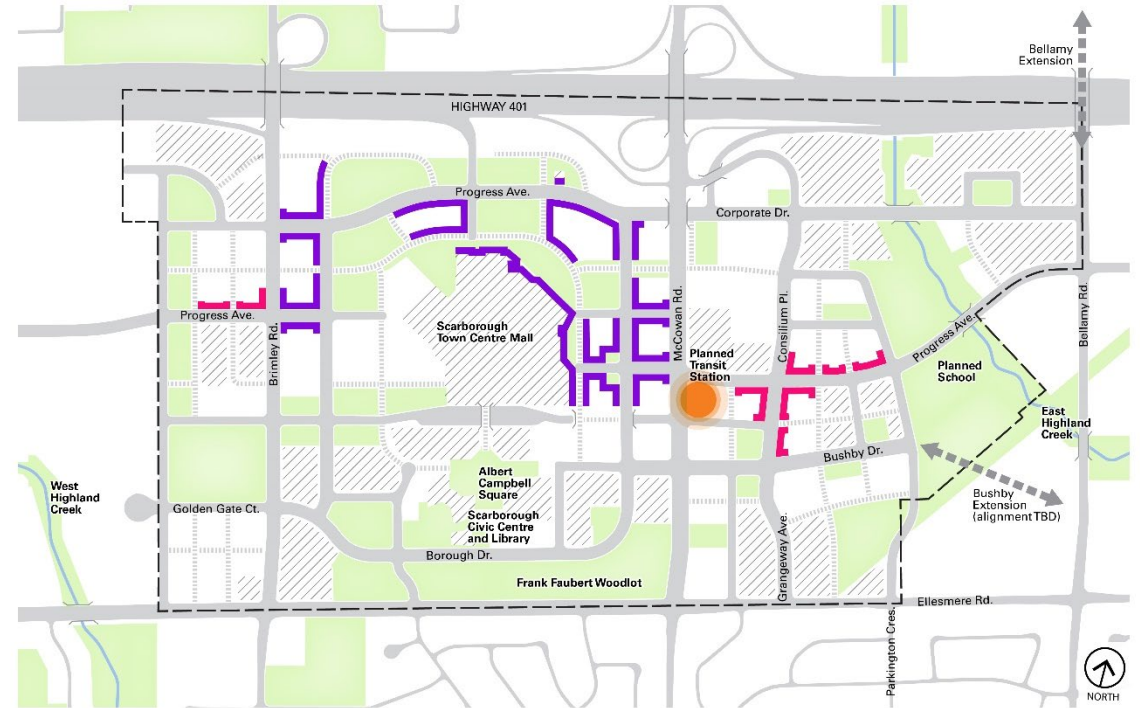 Bellamy
Extension
HIGHWAY 401
Progress Ave.
Corporate Dr.
Progress Ave.
Brimley Rd.
Scarborough
Town Centre Mall
McCowan Rd.
Consilium Pl.
Planned
Transit
Station
Progress Ave.
Bellamy Rd.
Planned
School
East
Highland
Creek
Bushby Dr.
West
Highland
Creek
Albert
Campbell
Square
Golden Gate Ct.
Scarborough
Civic Centre
and Library
Bushby
Extension
(alignment TBD)
Borough Dr.
Grangeway Ave.
Frank Faubert Woodlot
Ellesmere Rd.
Parkington Cres.
NORTH